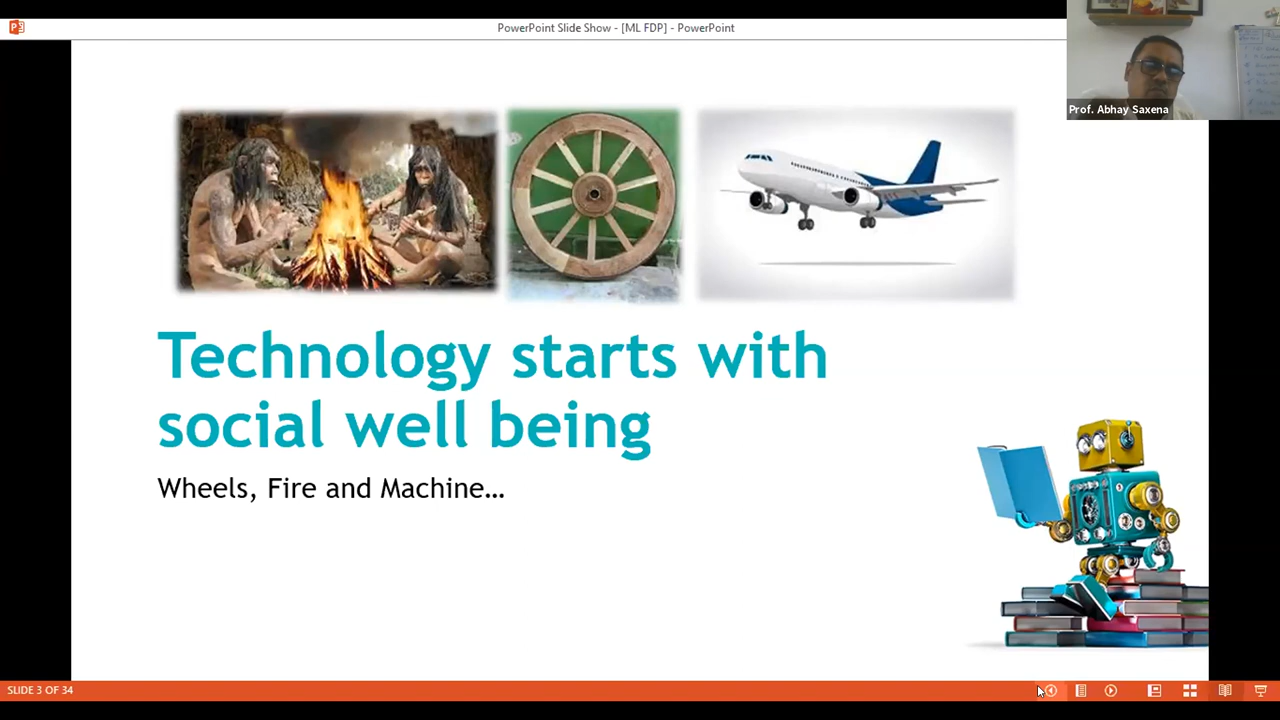 PowerPoint Slide Show - [ML FDP] - PowerPoint
Prof. Abhay Saxena
Technology starts with
social well being
Wheels, Fire and Machine…
SLIDE 3 OF 34